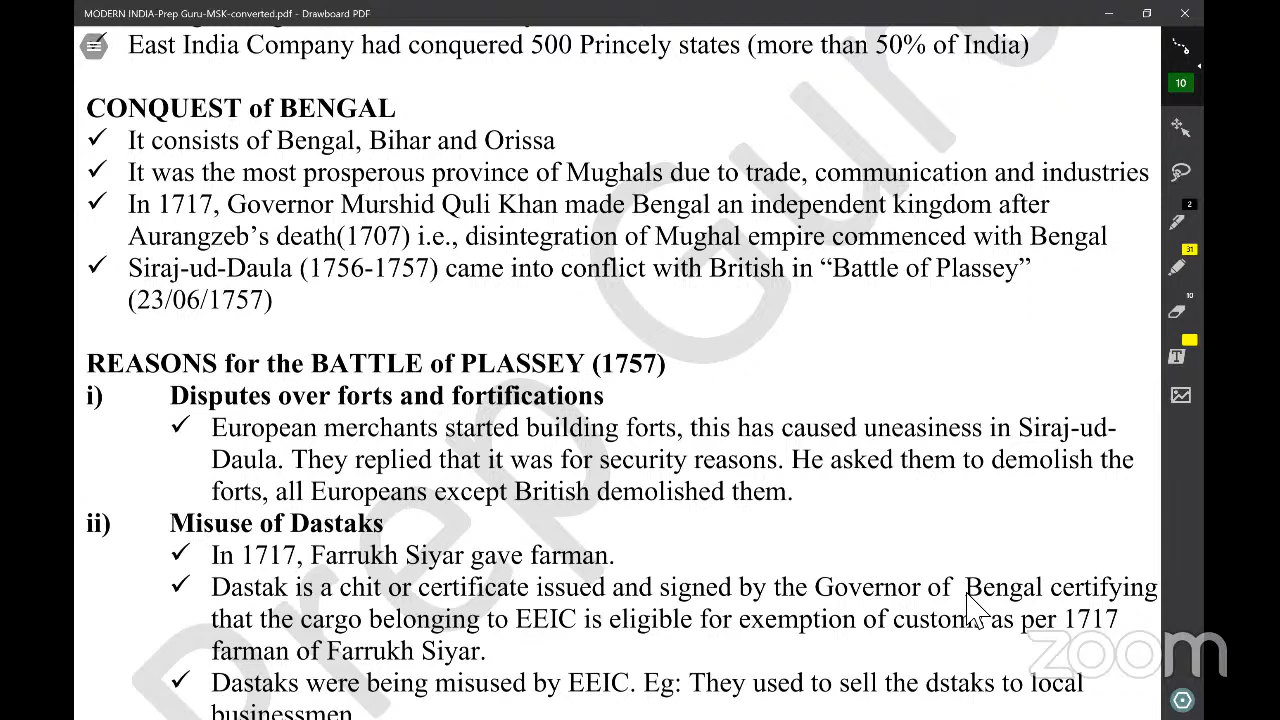 MODERN INDIA-Prep Guru-MSK-converted.pdf - Drawboard PDF
✓ East India Company had conquered 500 Princely states (more than 50% of India)
CONQUEST of BENGAL
✓ It consists of Bengal, Bihar and Orissa
✓ It was the most prosperous province of Mughals due to trade, communication and industries
✓ In 1717, Governor Murshid Quli Khan made Bengal an independent kingdom after
Aurangzeb's death(1707) i.e., disintegration of Mughal empire commenced with Bengal
✓ Siraj-ud-Daula (1756-1757) came into conflict with British in “Battle of Plassey”
(23/06/1757)
REASONS for the BATTLE of PLASSEY (1757)
i) Disputes over forts and fortifications
✓ European merchants started building forts, this has caused uneasiness in Siraj-ud-
Daula. They replied that it was for security reasons. He asked them to demolish the
forts, all Europeans except British demolished them.
ii) Misuse of Dastaks
✓ In 1717, Farrukh Siyar gave farman.
✓ Dastak is a chit or certificate issued and signed by the Governor of Bengal certifying
that the cargo belonging to EEIC is eligible for exemption of customs as per 1717
farman of Farrukh Siyar.
✓ Dastaks were being misused by EEIC. Eg: They used to sell the dstaks to local
businessmen
Prep Guru
zoom
10
2
31
10